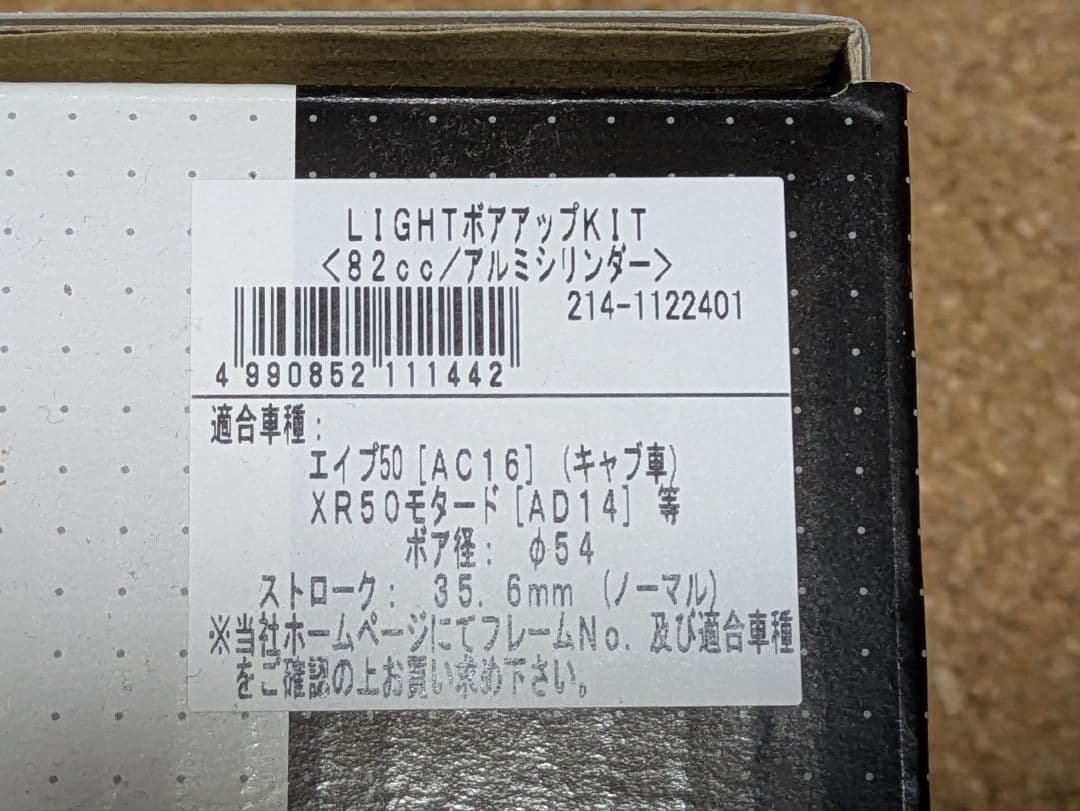 LIGHTボアアップKIT
<82cc/アルミシリンダー>
214-1122401
4 990852 111442
適合車種:
エイプ50[AC16](キャブ車)
XR50モタード[AD14]等
ボア径: φ54
ストローク: 35.6mm(ノーマル)
※当社ホームページにてフレームNo.及び適合車種
をご確認の上お買い求め下さい。